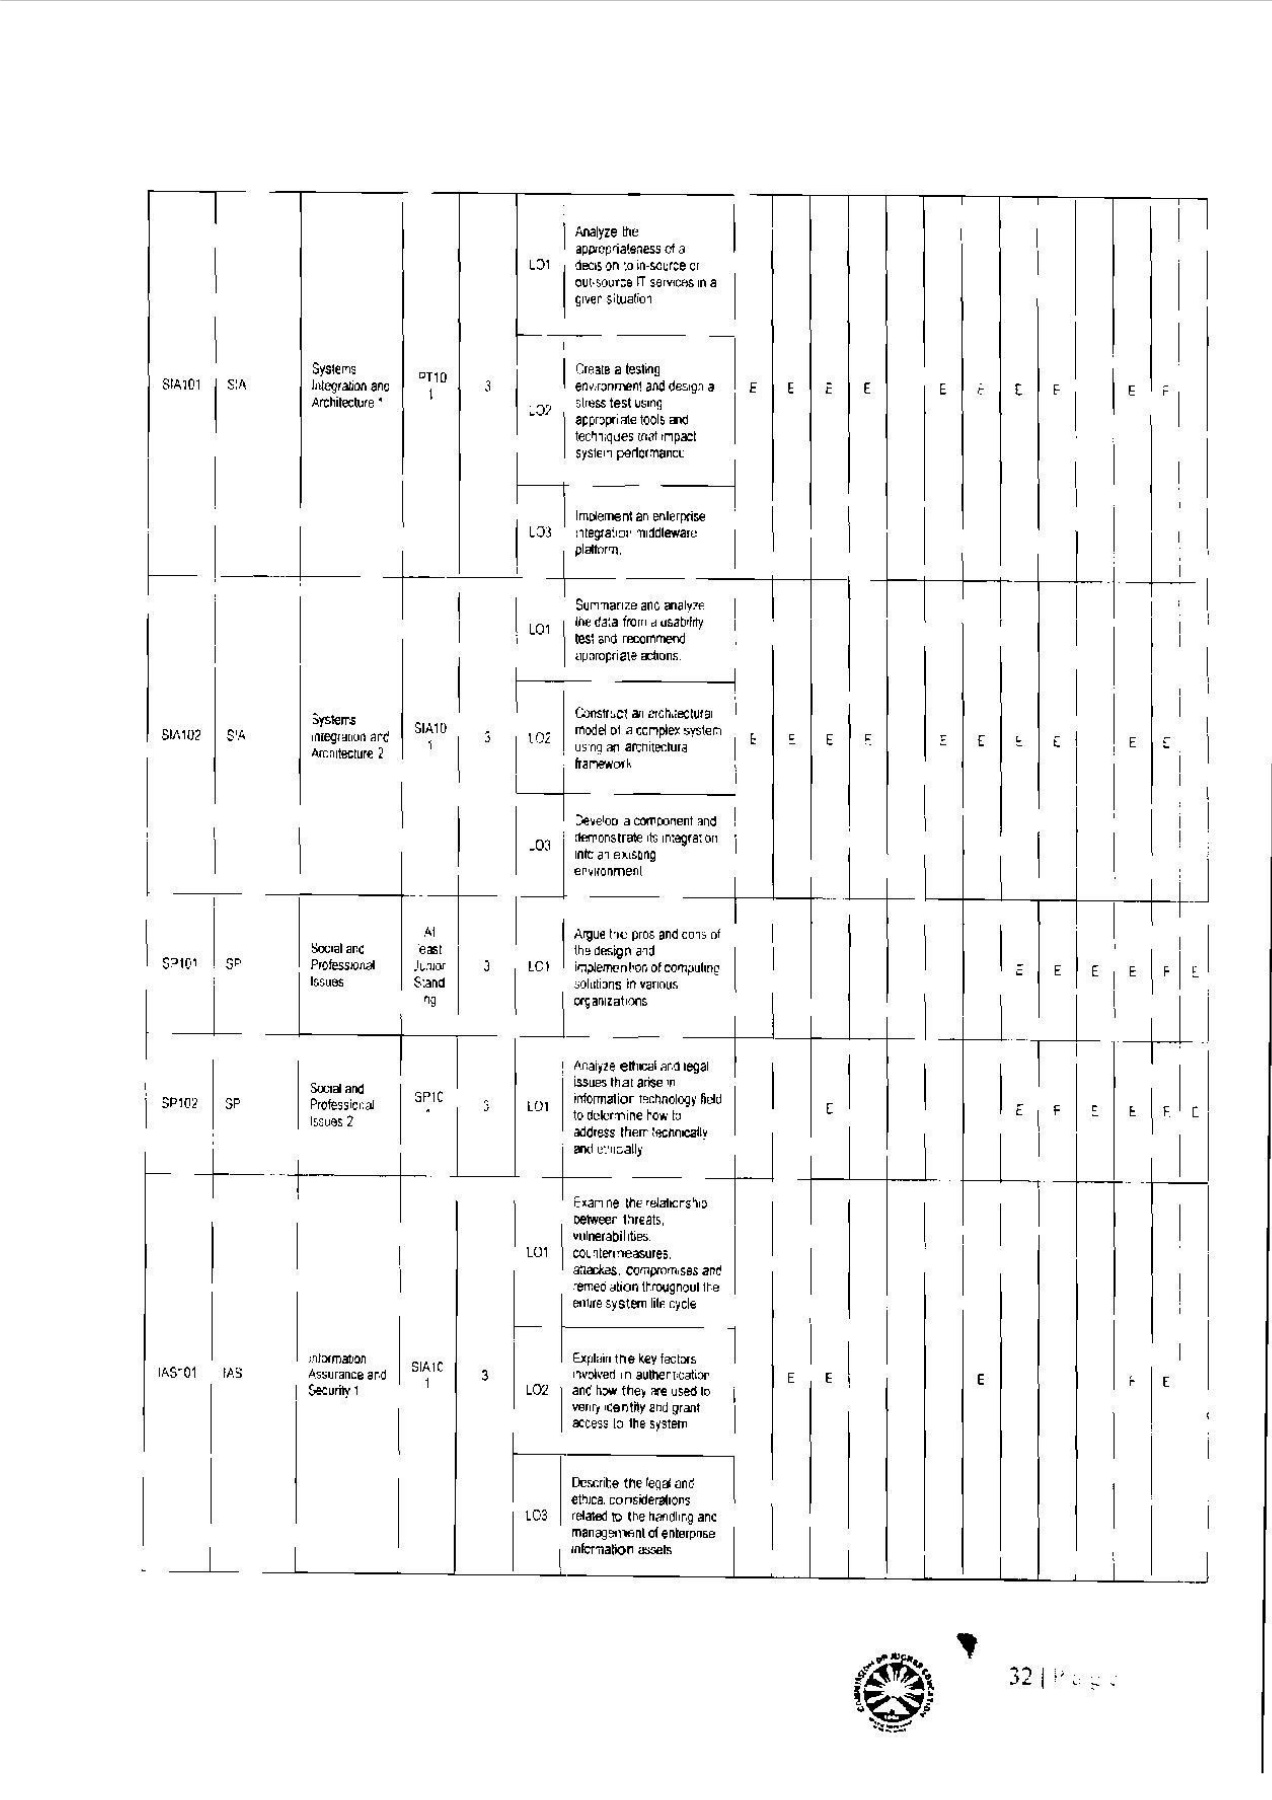 Analyze the
appropriateness of a
LO1
decision to in-source or
out-source IT services in a
given situation
SIA101
SIA
Systems
Integration and
Architecture
PT10
1
3
LO2
Create a testing
environment and design a
stress test using
appropriate tools and
techniques that impact
system performance
E E E E E E E E E E
LO3
Implement an enterprise
integration middleware
platform.
LO1
Summarize and analyze
the data from a usability
test and recommend
appropriate actions.
SIA102
SIA
Systems
Integration and
Architecture 2
SIA10
1
3
LO2
Construct an architectural
model of a complex system
using an architectural
framework
E E E E E E E E E E
LO3
Develop a component and
demonstrate its integration
into an existing
environment
SP101
SP
Social and
Professional
Issues
At
least
Junior
Stand
ng
3
LO1
Argue the pros and cons of
the design and
implemention of computing
solutions in various
organizations
E E E E E E
SP102
SP
Social and
Professional
Issues 2
SP10
3
LO1
Analyze ethical and legal
issues that arise in
information technology field
to determine how to
address them technically
and ethically
E E E E E E E
LO1
Examine the relationship
between threats,
vulnerabilities,
countermeasures,
attackes, compromises and
remediation throughout the
entire system life cycle
IAS101
IAS
Information
Assurance and
Security 1
SIA10
1
3
LO2
Explain the key factors
involved in authentication
and how they are used to
verify identity and grant
access to the system
E E E E E
LO3
Describe the legal and
ethical considerations
related to the handling and
management of enterprise
information assets
COMMISSION ON HIGHER EDUCATION
32 | Page